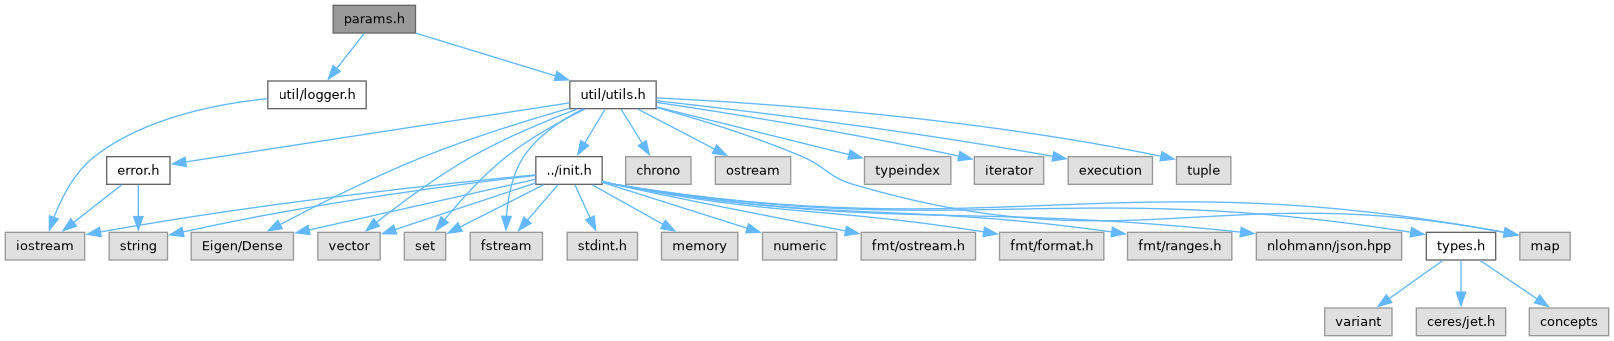 params.h
util/logger.h
util/utils.h
error.h
../init.h
chrono
ostream
typeindex
iterator
execution
tuple
iostream
string
Eigen/Dense
vector
set
fstream
stdint.h
memory
numeric
fmt/ostream.h
fmt/format.h
fmt/ranges.h
nlohmann/json.hpp
types.h
map
variant
ceres/jet.h
concepts